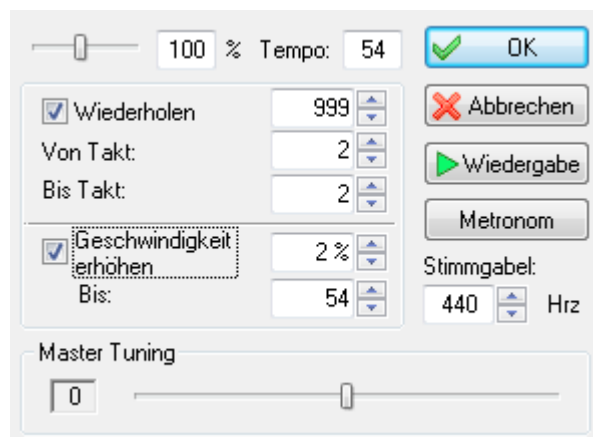 100 % Tempo: 54
OK
Wiederholen 999
Abbrechen
Von Takt: 2
Wiedergabe
Bis Takt: 2
Metronom
Geschwindigkeit
erhöhen 2 %
Stimmgabel:
Bis: 54
440 Hrz
Master Tuning
0